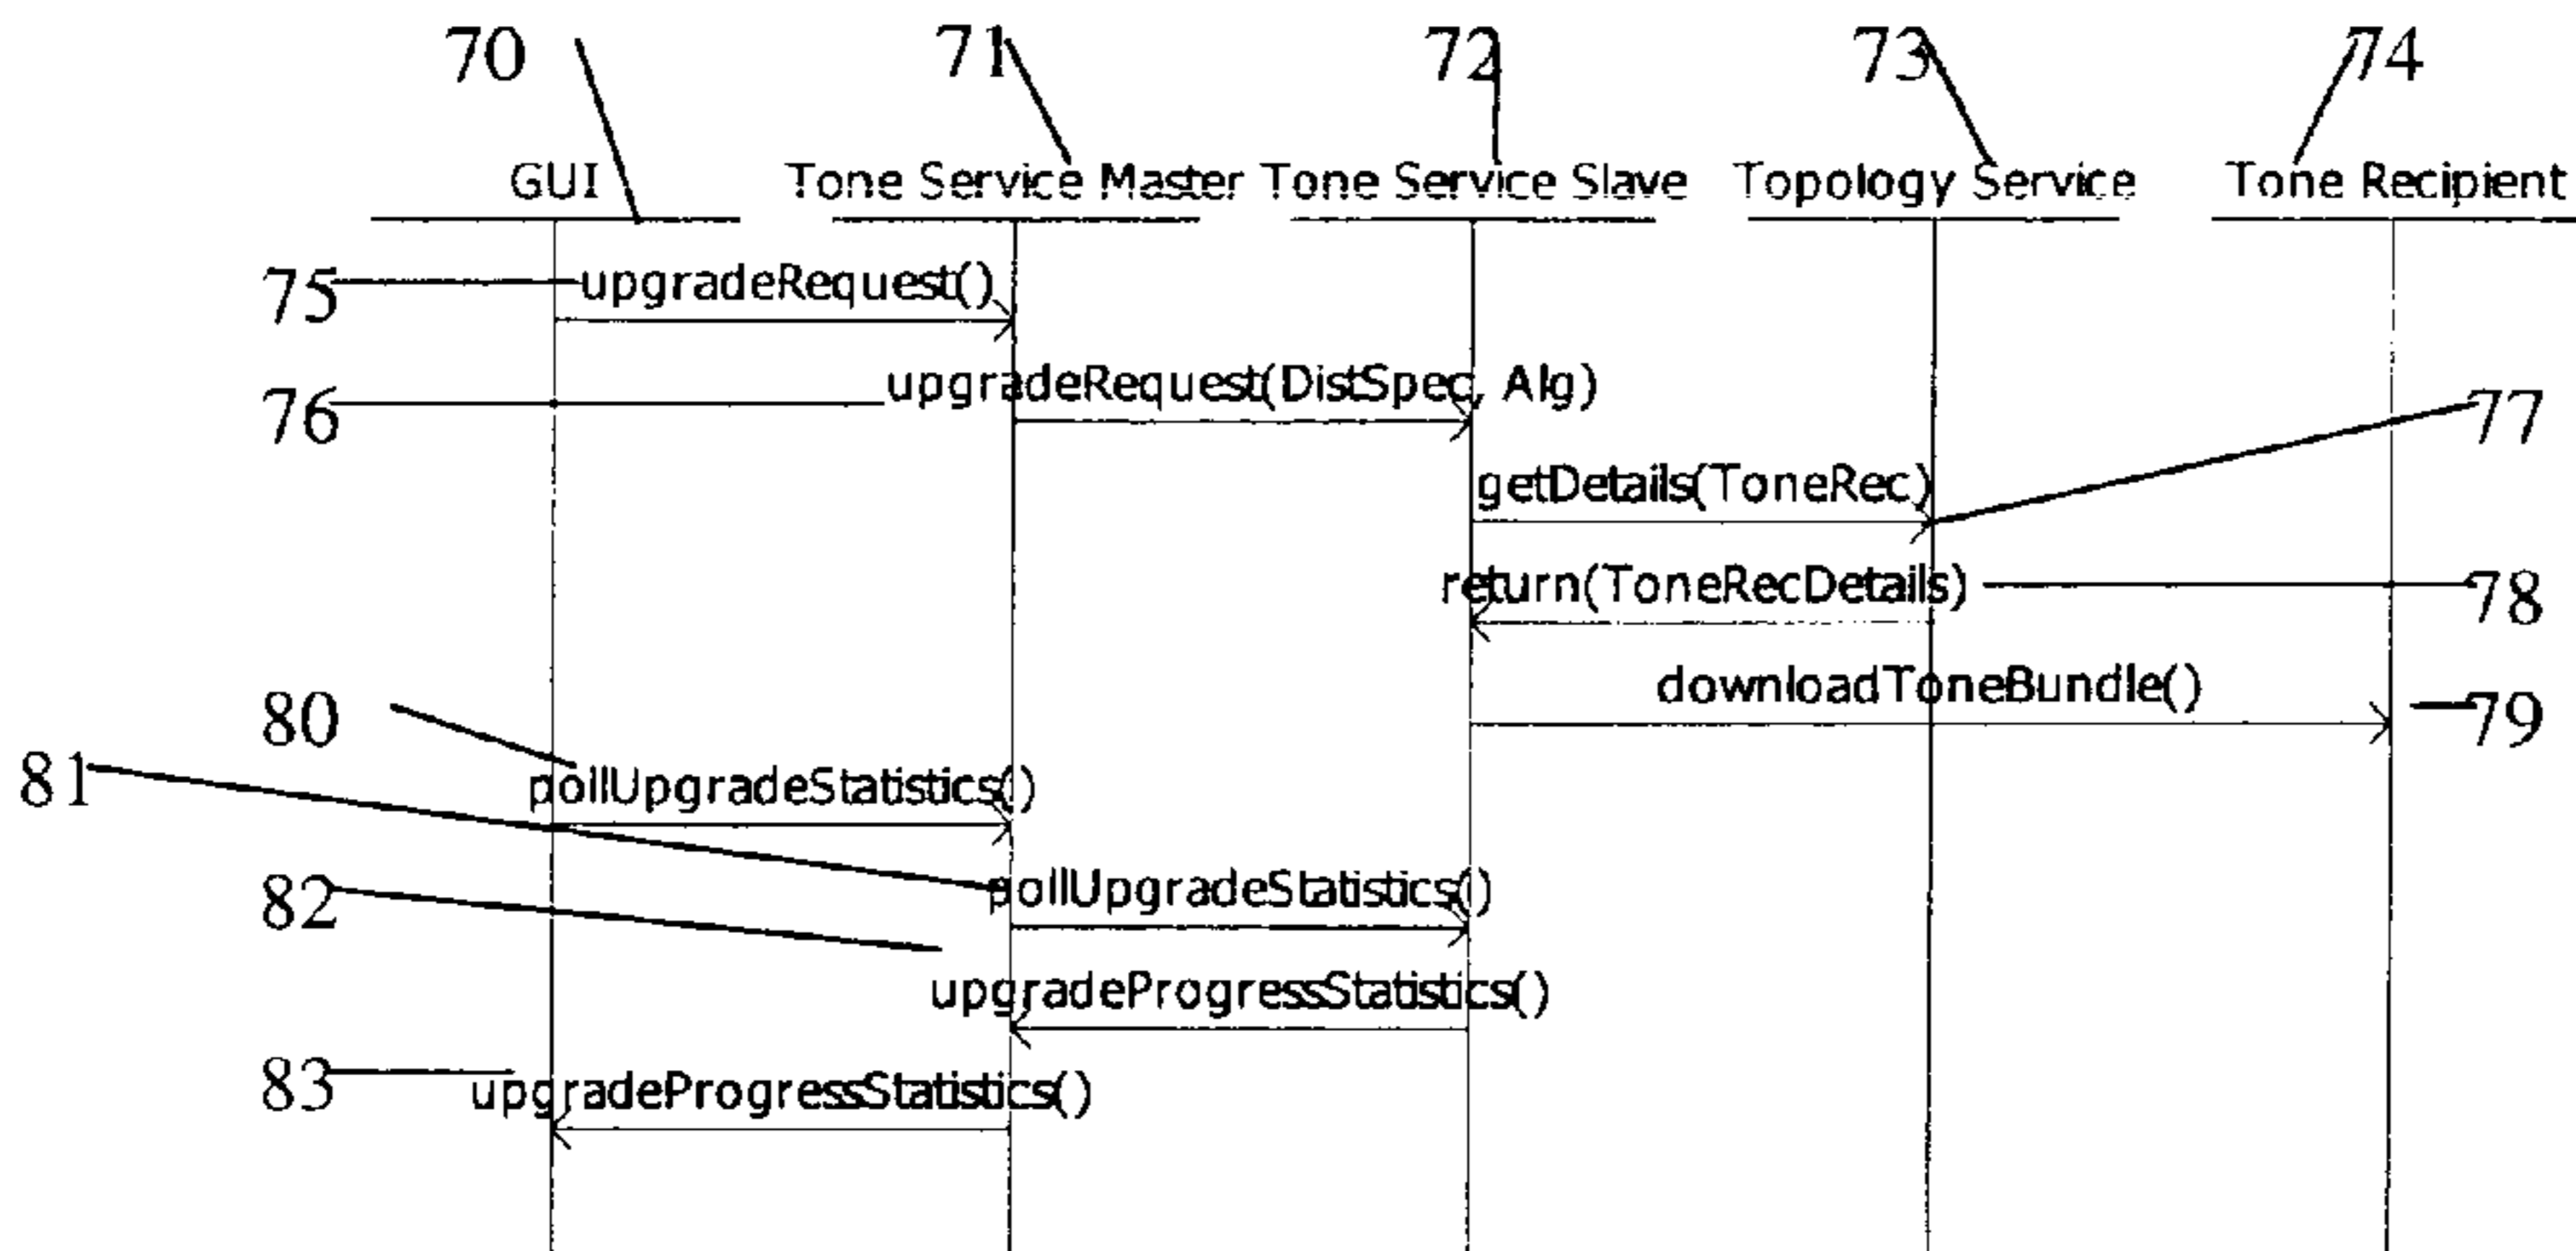 70 71 72 73 74
GUI Tone Service Master Tone Service Slave Topology Service Tone Recipient
75 upgradeRequest()
76 upgradeRequest(DistSpec, Alg)
77
getDetails(ToneRec)
return(ToneRecDetails) 78
downloadToneBundle()
79
80
81 pollUpgradeStatistics()
82 pollUpgradeStatistics()
upgradeProgressStatistics()
83 upgradeProgressStatistics()